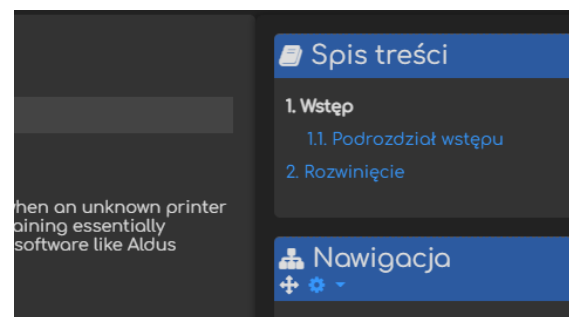 Spis treści
1. Wstęp
1.1. Podrozdział wstępu
2. Rozwinięcie
when an unknown printer
aining essentially
software like Aldus
Nawigacja